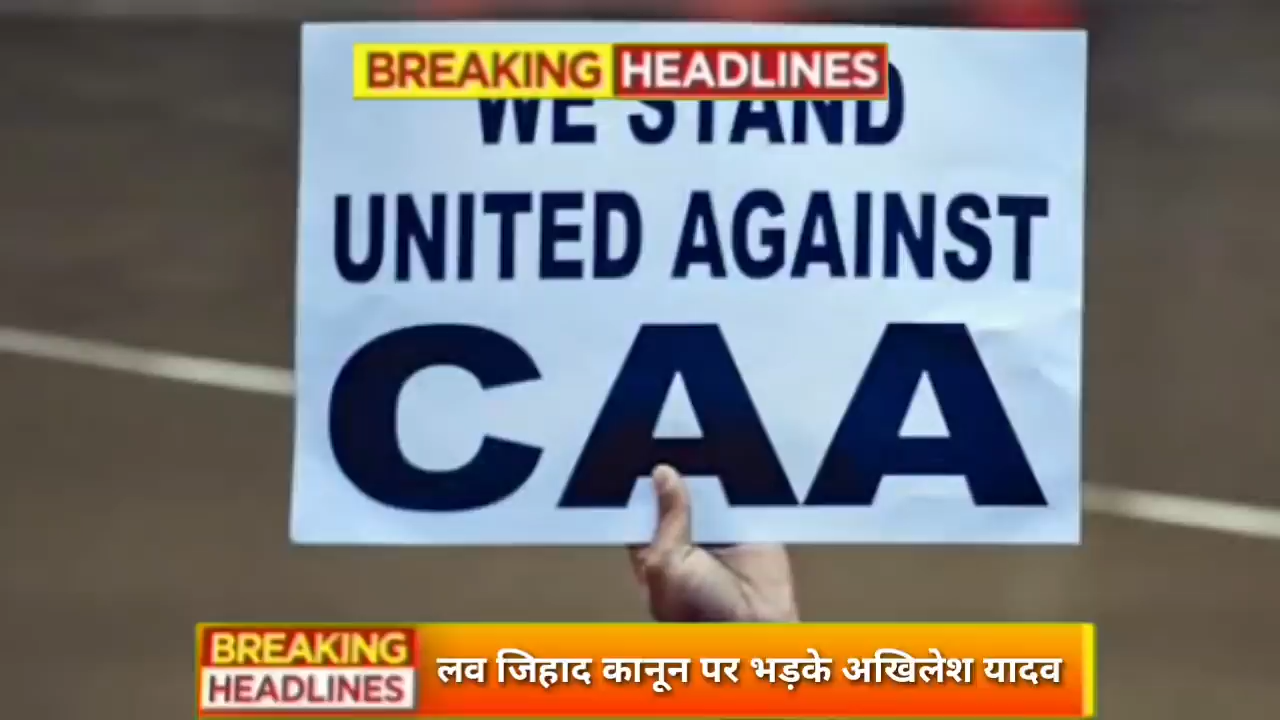 BREAKING HEADLINES
WE STAND
UNITED AGAINST
CAA
BREAKING
HEADLINES
लव जिहाद कानून पर भड़के अखिलेश यादव